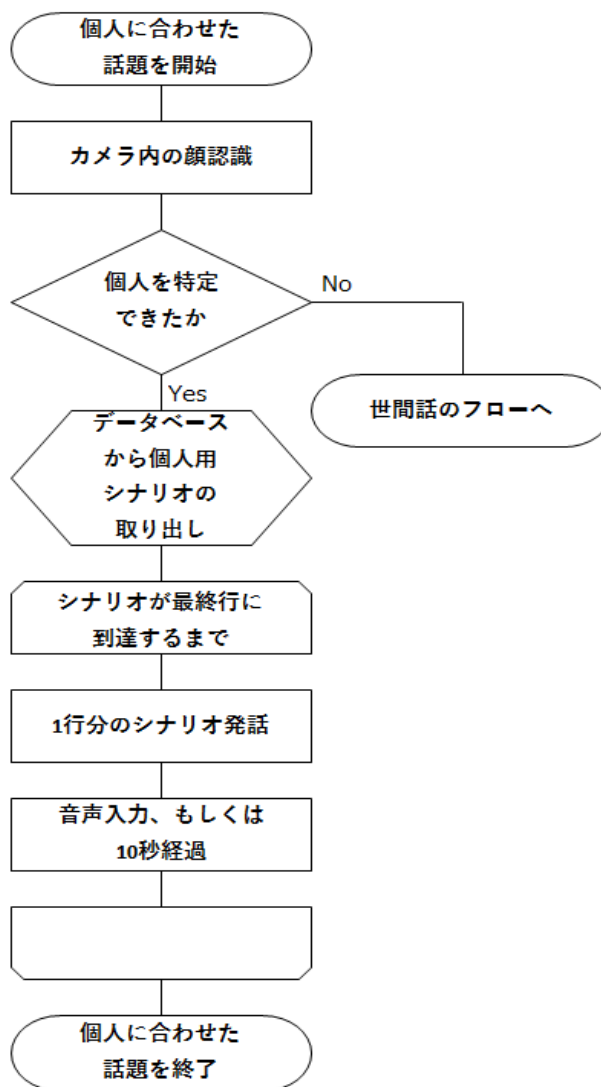 個人に合わせた
話題を開始
カメラ内の顔認識
個人を特定
できたか
No
Yes
世間話のフローへ
データベース
から個人用
シナリオの
取り出し
シナリオが最終行に
到達するまで
1行分のシナリオ発話
音声入力、もしくは
10秒経過
個人に合わせた
話題を終了